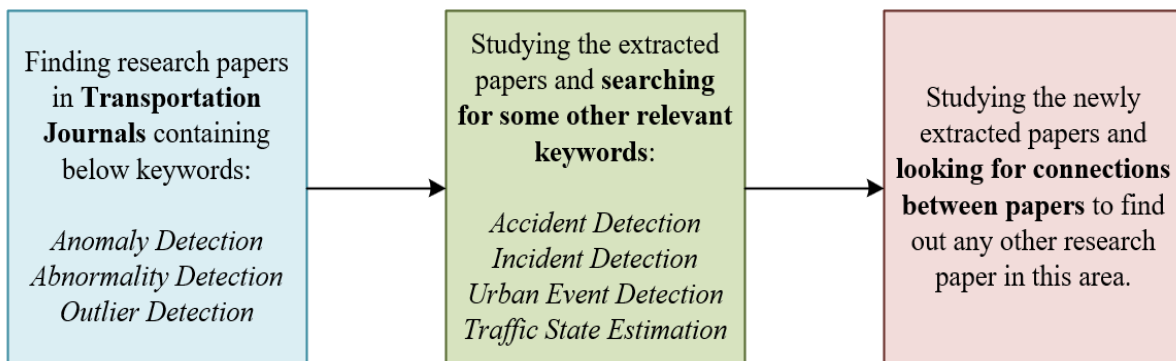 Finding research papers
in Transportation
Journals containing
below keywords:
Anomaly Detection
Abnormality Detection
Outlier Detection
Studying the extracted
papers and searching
for some other relevant
keywords:
Accident Detection
Incident Detection
Urban Event Detection
Traffic State Estimation
Studying the newly
extracted papers and
looking for connections
between papers to find
out any other research
paper in this area.